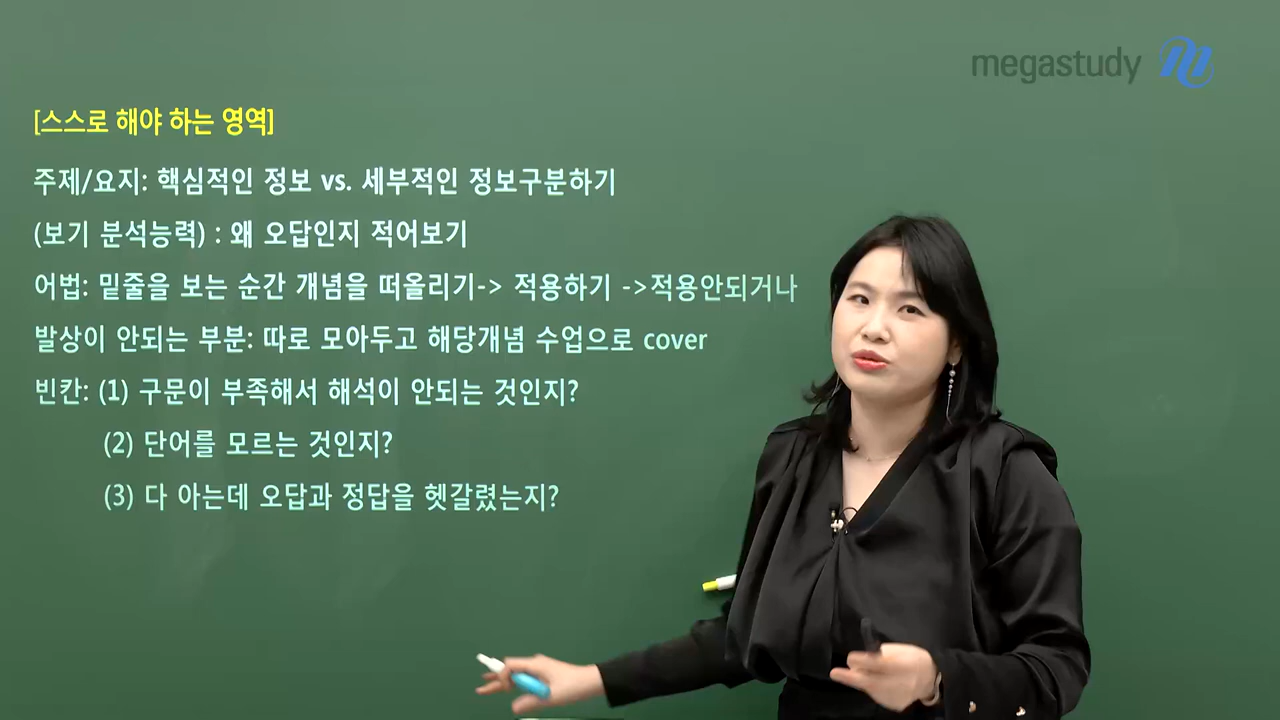 megastudy
[스스로 해야 하는 영역]
주제/요지: 핵심적인 정보 vs. 세부적인 정보구분하기
(보기 분석능력) : 왜 오답인지 적어보기
어법: 밑줄을 보는 순간 개념을 떠올리기-> 적용하기 ->적용안되거나
발상이 안되는 부분: 따로 모아두고 해당개념 수업으로 cover
빈칸: (1) 구문이 부족해서 해석이 안되는 것인지?
(2) 단어를 모르는 것인지?
(3) 다 아는데 오답과 정답을 헷갈렸는지?